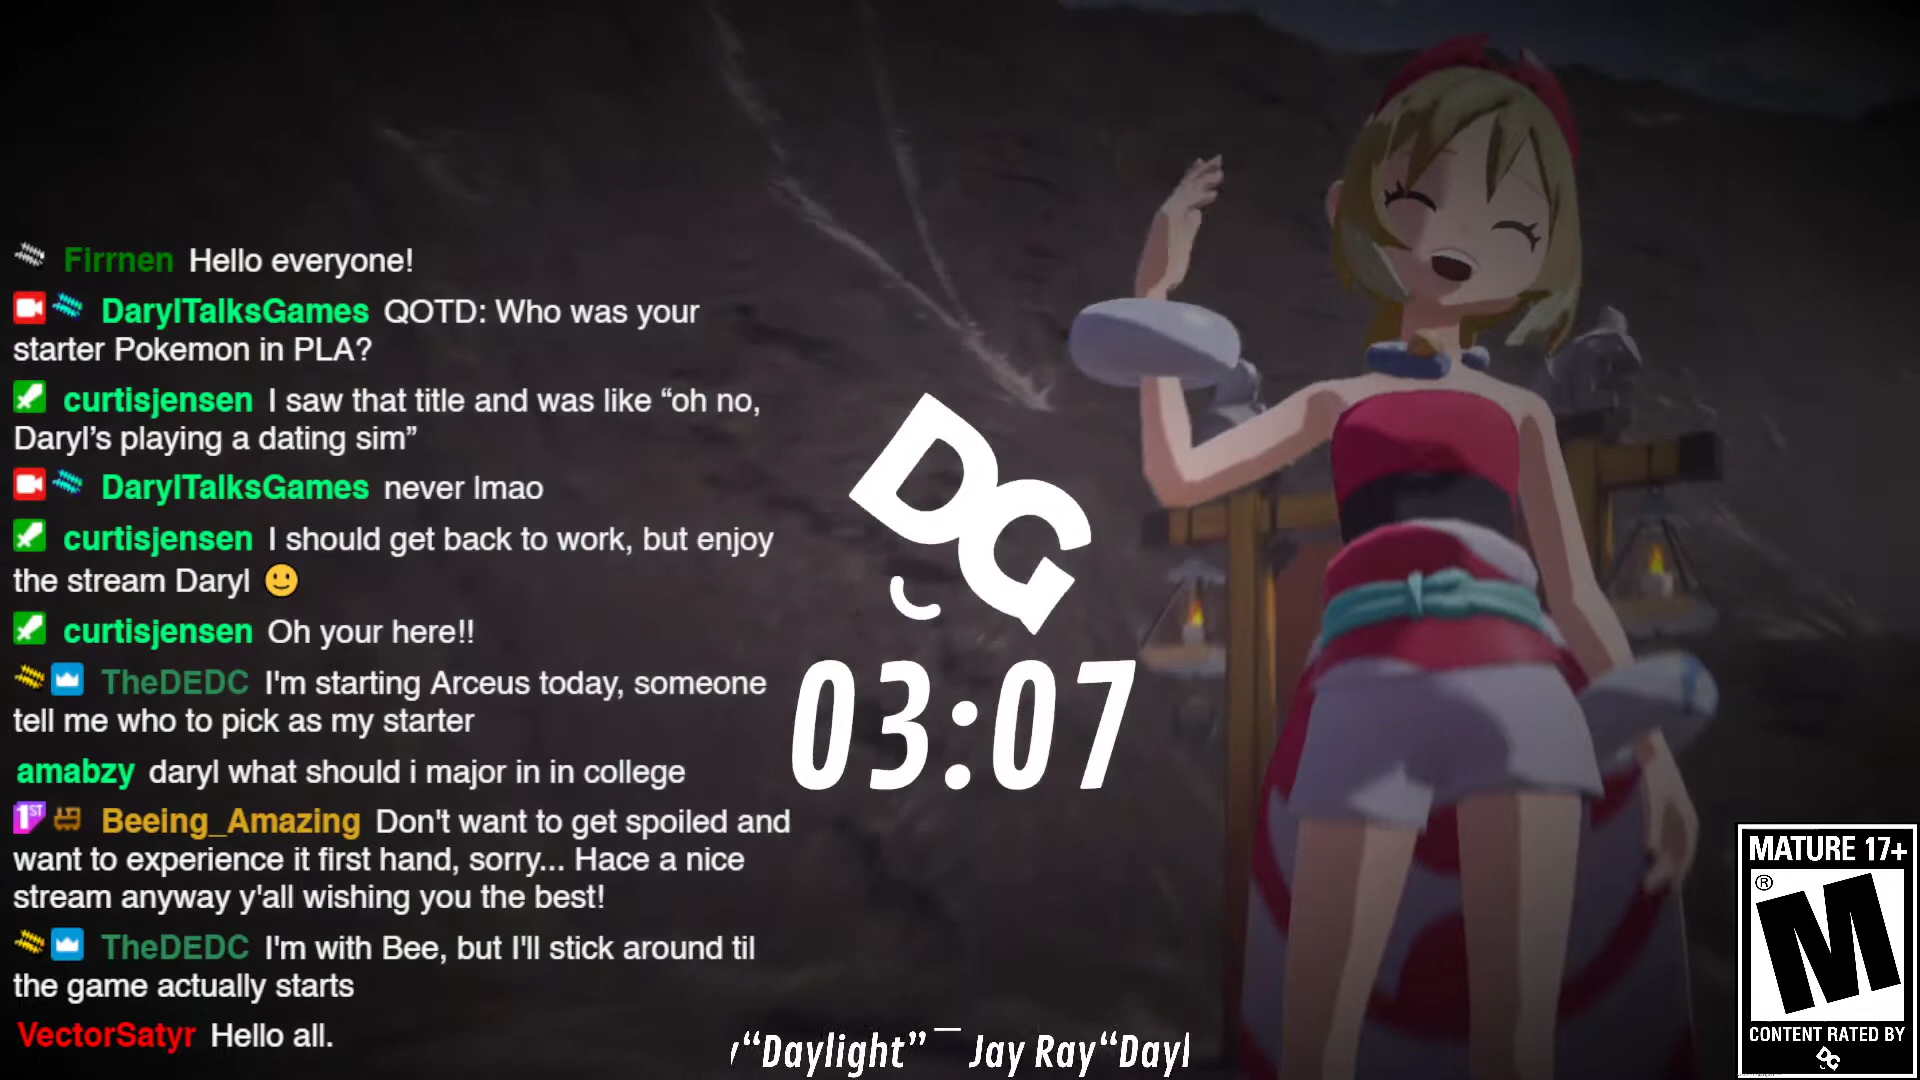 Firrnen Hello everyone!
DarylTalksGames QOTD: Who was your
starter Pokemon in PLA?
curtisjensen I saw that title and was like “oh no,
Daryl’s playing a dating sim”
DarylTalksGames never lmao
curtisjensen I should get back to work, but enjoy
the stream Daryl
curtisjensen Oh your here!!
TheDEDC I'm starting Arceus today, someone
tell me who to pick as my starter
amabzy daryl what should i major in in college
1ST Beeing_Amazing Don't want to get spoiled and
want to experience it first hand, sorry... Hace a nice
stream anyway y'all wishing you the best!
TheDEDC I'm with Bee, but I'll stick around til
the game actually starts
VectorSatyr Hello all.
DG
03:07
“Daylight” — Jay Ray “Dayl
MATURE 17+
®
M
CONTENT RATED BY
DG